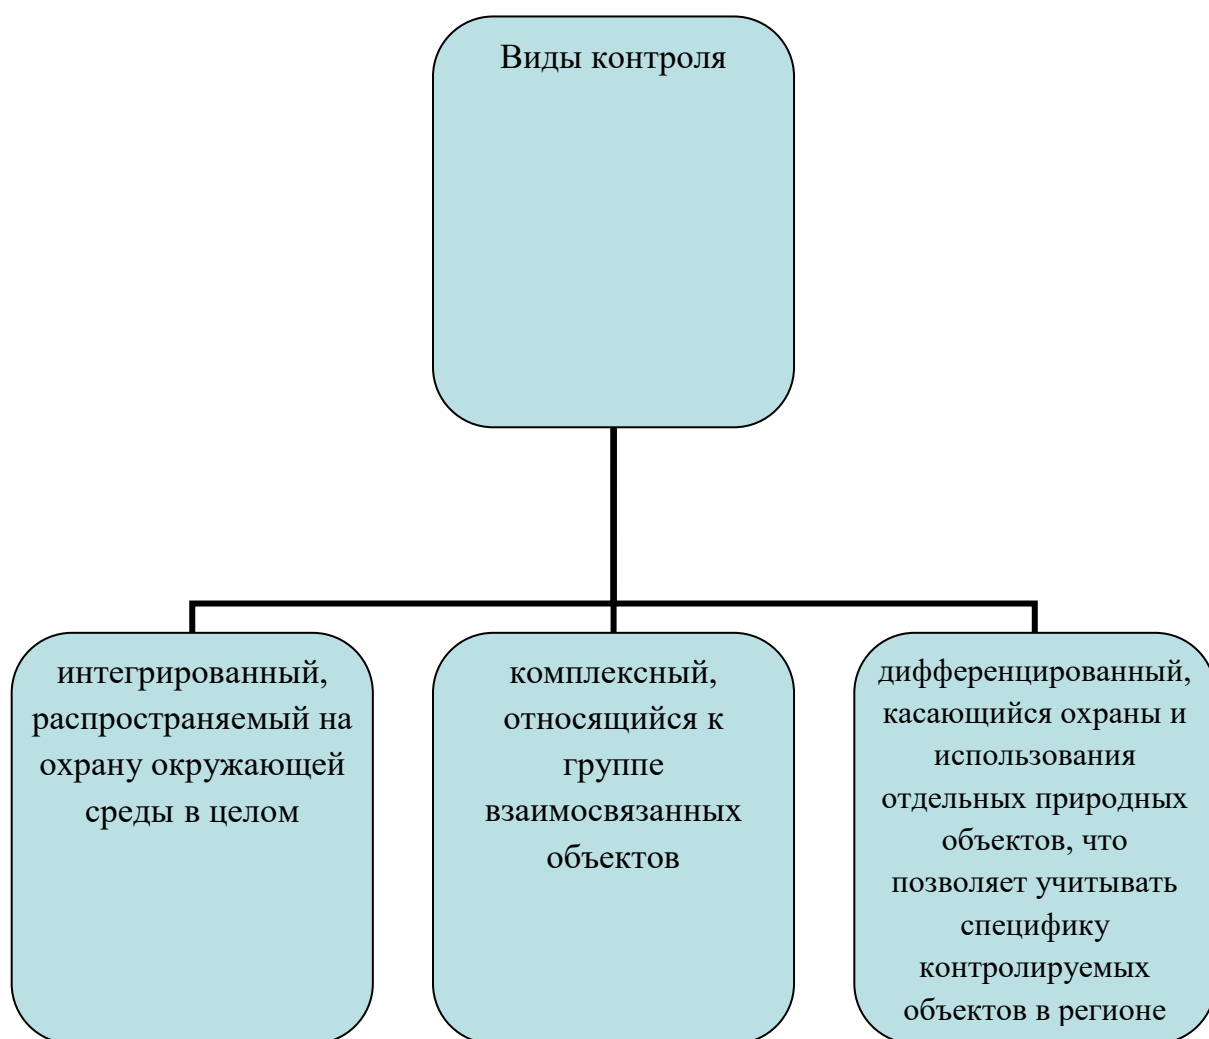 Виды контроля
интегрированный,
распространяемый на
охрану окружающей
среды в целом
комплексный,
относящийся к
группе
взаимосвязанных
объектов
дифференцированный,
касающийся охраны и
использования
отдельных природных
объектов, что
позволяет учитывать
специфику
контролируемых
объектов в регионе